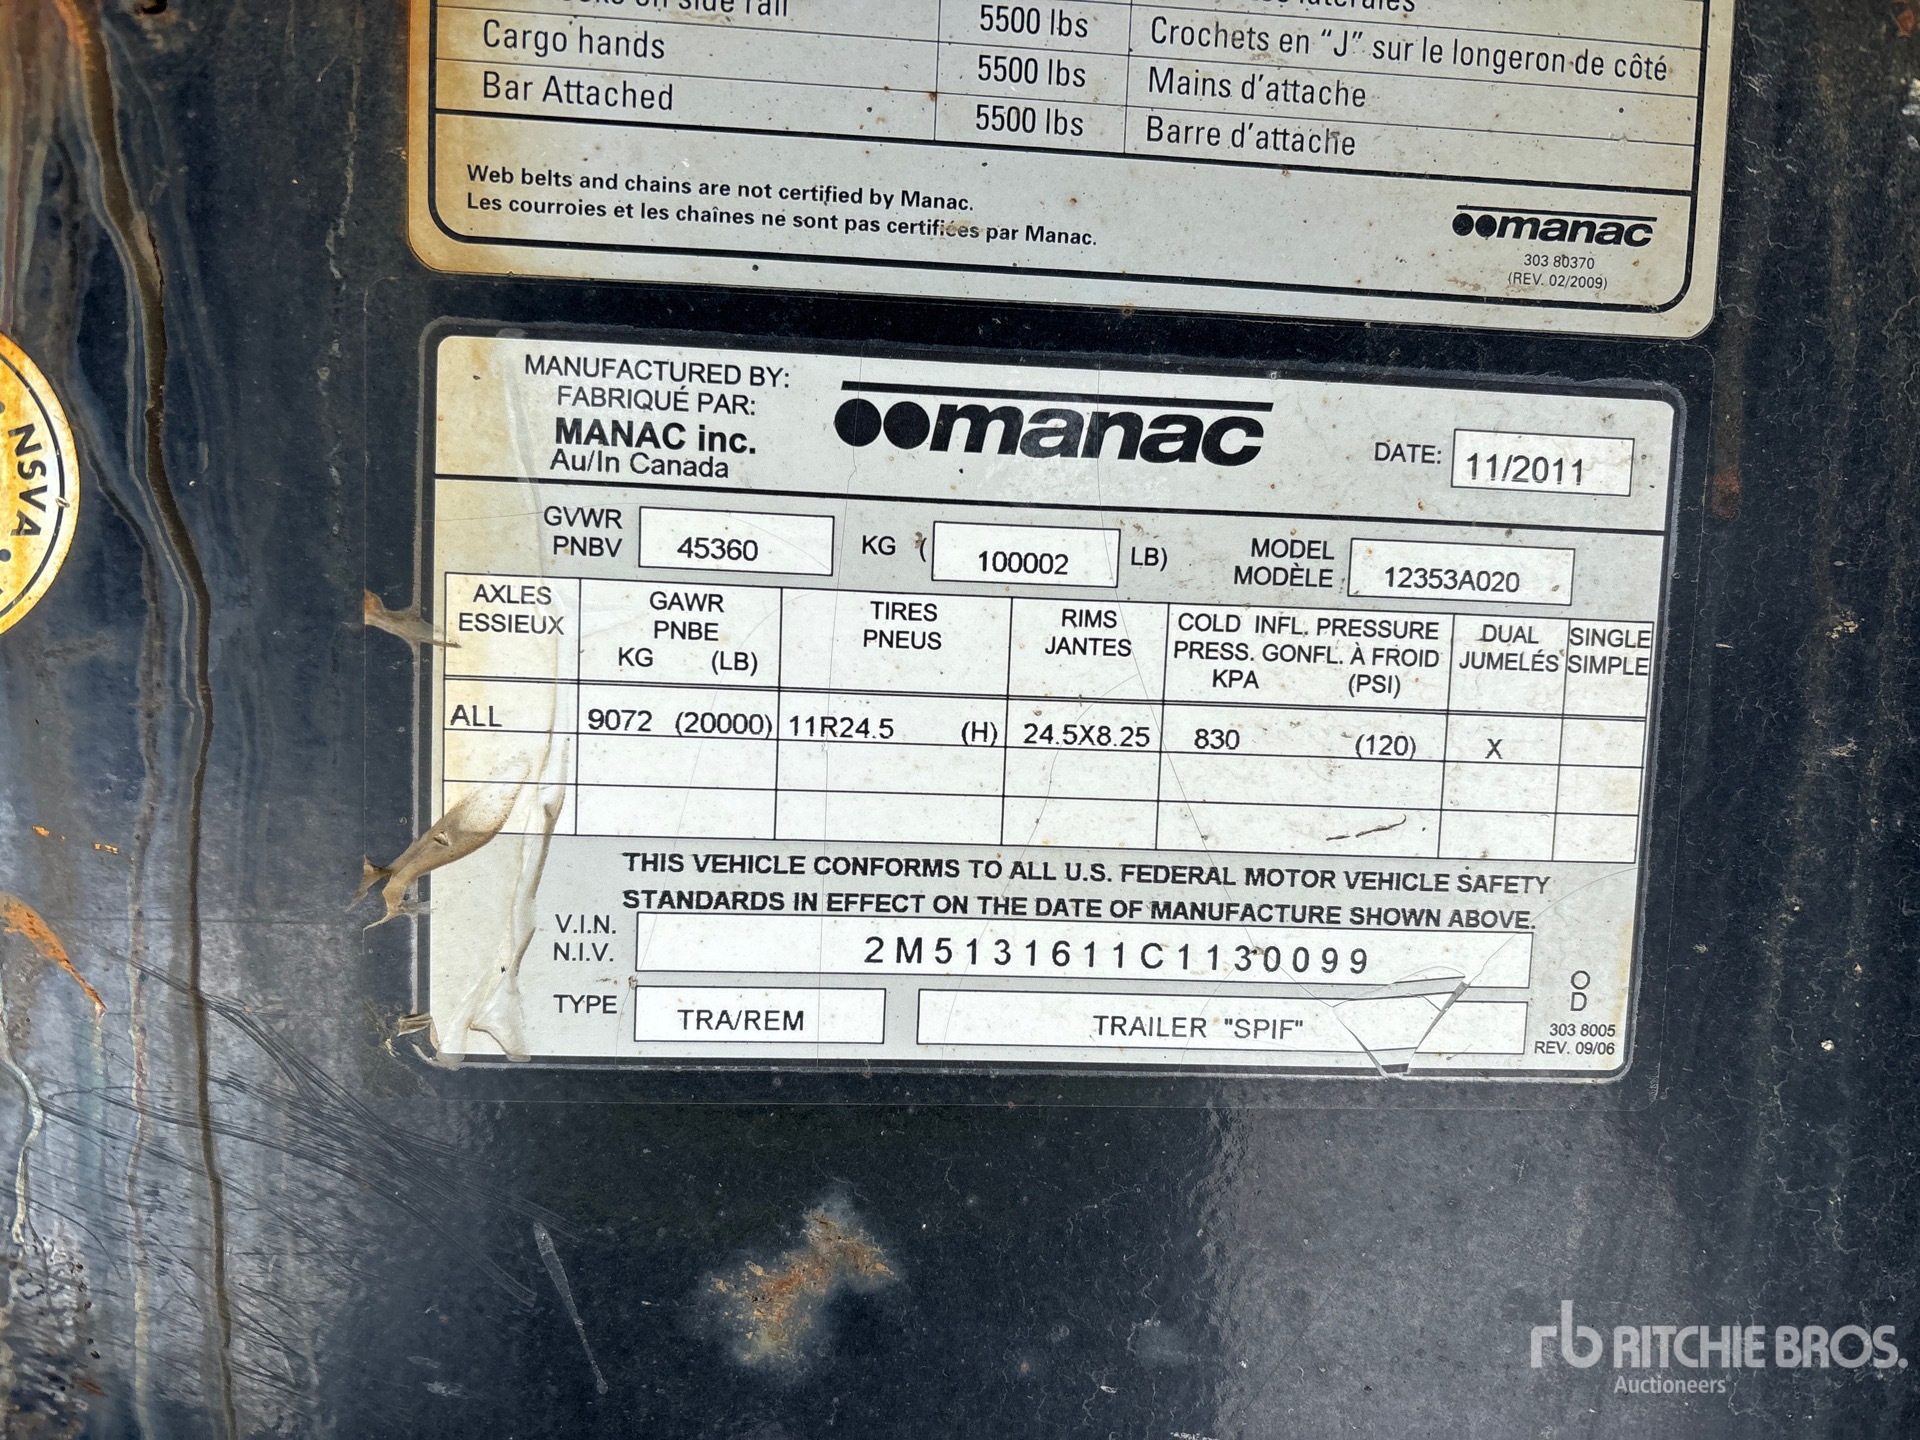 on side rail
5500 lbs
latérales
Cargo hands
5500 lbs
Crochets en "J" sur le longeron de côté
Bar Attached
5500 lbs
Mains d'attache
Barre d'attache
Web belts and chains are not certified by Manac.
Les courroies et les chaînes ne sont pas certifiées par Manac.
manac
303 80370
(REV. 02/2009)
NSVA
MANUFACTURED BY:
FABRIQUÉ PAR:
MANAC inc.
Au/In Canada
manac
DATE: 11/2011
GVWR
PNBV
45360 KG ( 100002 LB)
MODEL
MODÈLE
12353A020
AXLES
ESSIEUX
GAWR
PNBE
KG (LB)
TIRES
PNEUS
RIMS
JANTES
COLD INFL. PRESSURE
PRESS. GONFL. À FROID
KPA (PSI)
DUAL
JUMELÉS
SINGLE
SIMPLE
ALL 9072 (20000) 11R24.5 (H) 24.5X8.25 830 (120) X
THIS VEHICLE CONFORMS TO ALL U.S. FEDERAL MOTOR VEHICLE SAFETY
STANDARDS IN EFFECT ON THE DATE OF MANUFACTURE SHOWN ABOVE.
V.I.N.
N.I.V.
2M5131611C1130099
TYPE TRA/REM TRAILER "SPIF"
O
D
303 8005
REV. 09/06
rb RITCHIE BROS.
Auctioneers